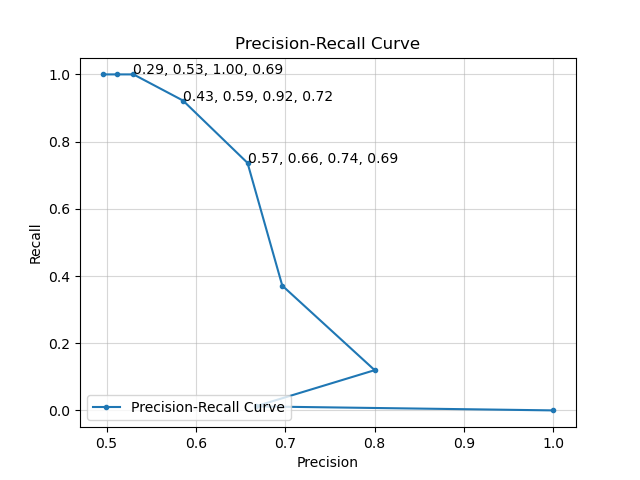 Precision-Recall Curve
1.0
0.8
0.6
0.4
0.2
0.0
Recall
0.29, 0.53, 1.00, 0.69
0.43, 0.59, 0.92, 0.72
0.57, 0.66, 0.74, 0.69
Precision-Recall Curve
0.5 0.6 0.7 0.8 0.9 1.0
Precision